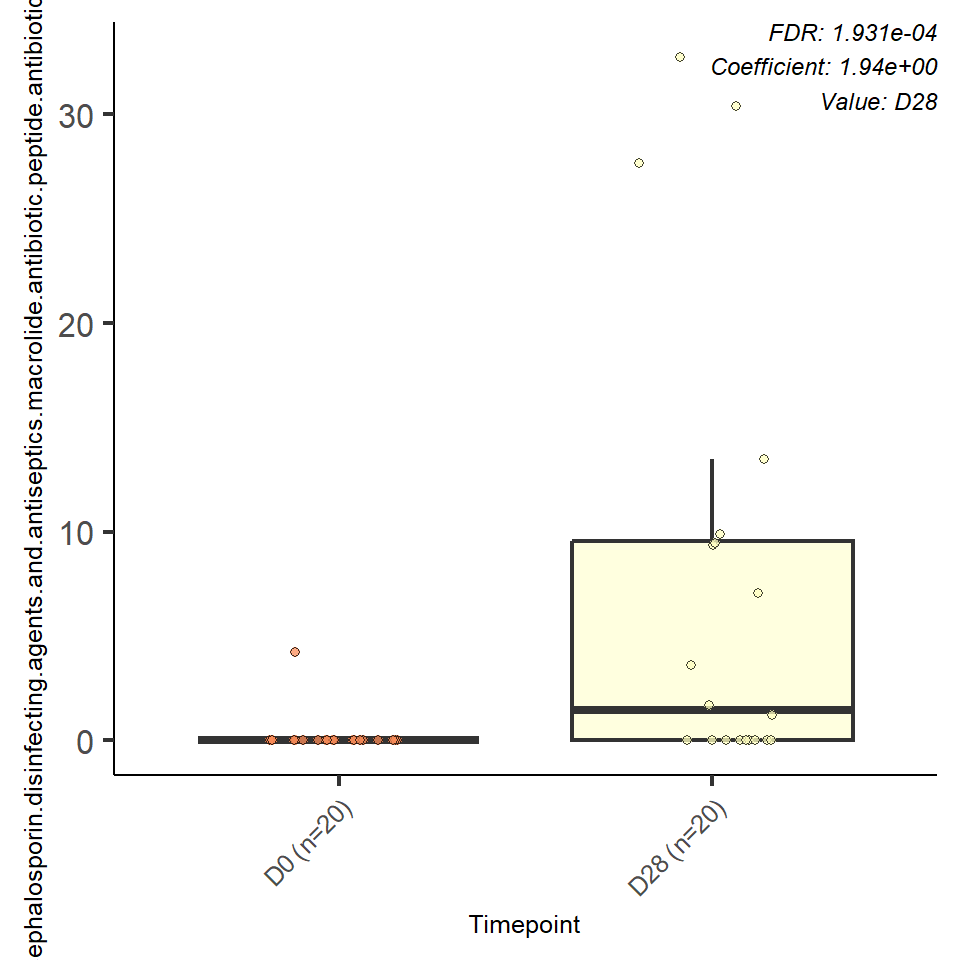 FDR: 1.931e-04
Coefficient: 1.94e+00
Value: D28
ephalosporin.disinfecting.agents.and.antiseptics.macrolide.antibiotic.peptide.antibiotic
30
20
10
0
D0 (n=20)
D28 (n=20)
Timepoint